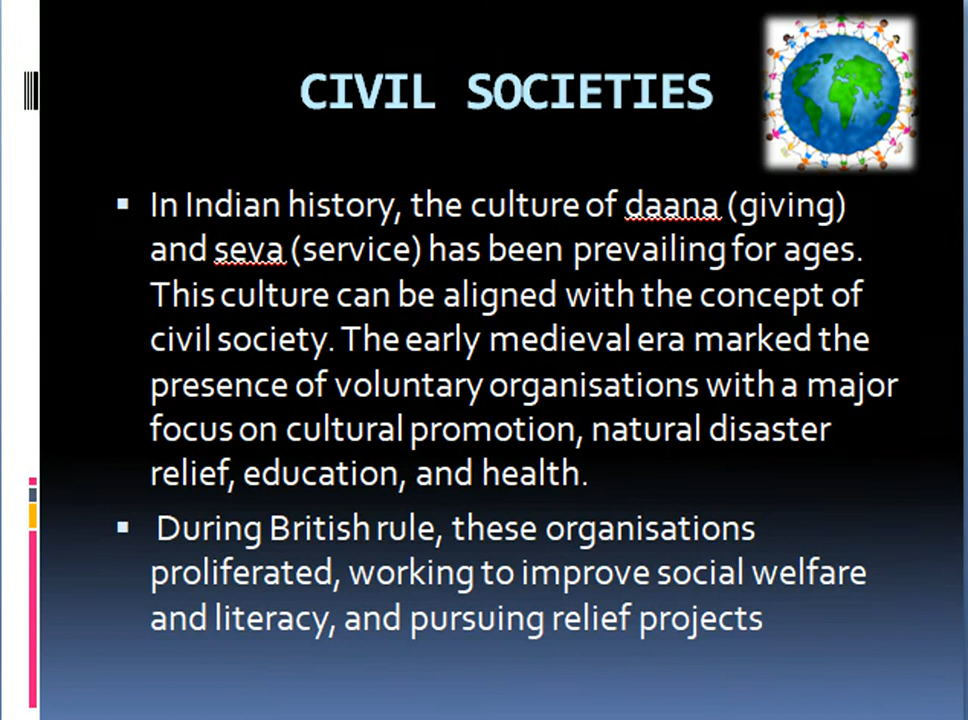 CIVIL SOCIETIES
▪ In Indian history, the culture of daana (giving)
and seva (service) has been prevailing for ages.
This culture can be aligned with the concept of
civil society. The early medieval era marked the
presence of voluntary organisations with a major
focus on cultural promotion, natural disaster
relief, education, and health.
▪ During British rule, these organisations
proliferated, working to improve social welfare
and literacy, and pursuing relief projects